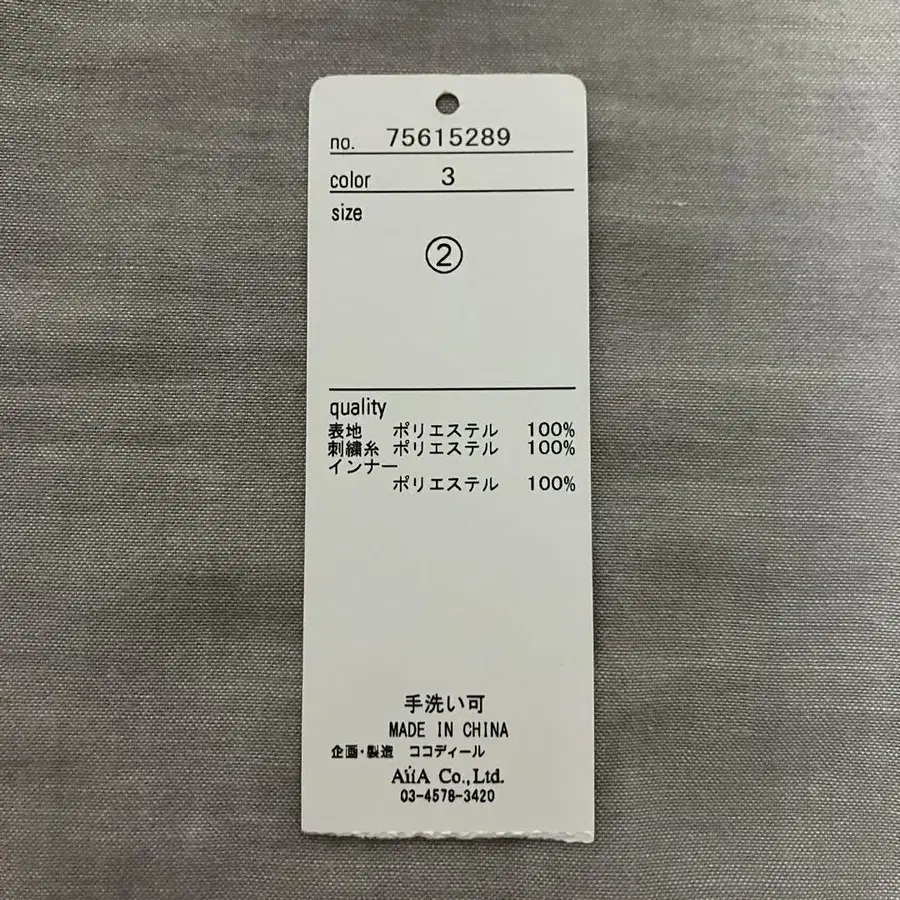 no. 75615289
color 3
size
②
quality
表地 ポリエステル 100%
刺繍糸 ポリエステル 100%
インナー
ポリエステル 100%
手洗い可
MADE IN CHINA
企画・製造 ココディール
AiiA Co.,Ltd.
03-4578-3420